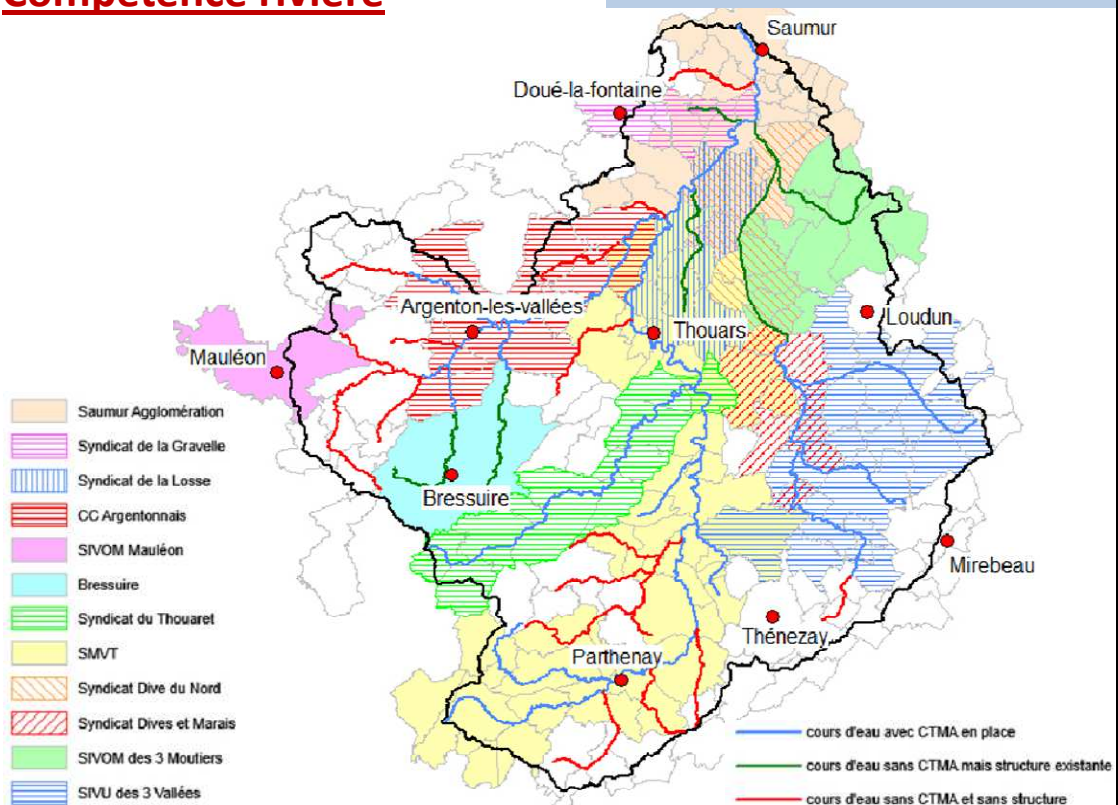 Compétence rivière
Saumur
Doué-la-fontaine
Argenton-les-vallées
Thouars
Loudun
Mauléon
Bressuire
Mirebeau
Thénezay
Parthenay
Saumur Agglomération
Syndicat de la Gravelle
Syndicat de la Losse
CC Argentonnais
SIVOM Mauléon
Bressuire
Syndicat du Thouaret
SMVT
Syndicat Dive du Nord
Syndicat Dives et Marais
SIVOM des 3 Moutiers
SIVU des 3 Vallées
cours d'eau avec CTMA en place
cours d'eau sans CTMA mais structure existante
cours d'eau sans CTMA et sans structure